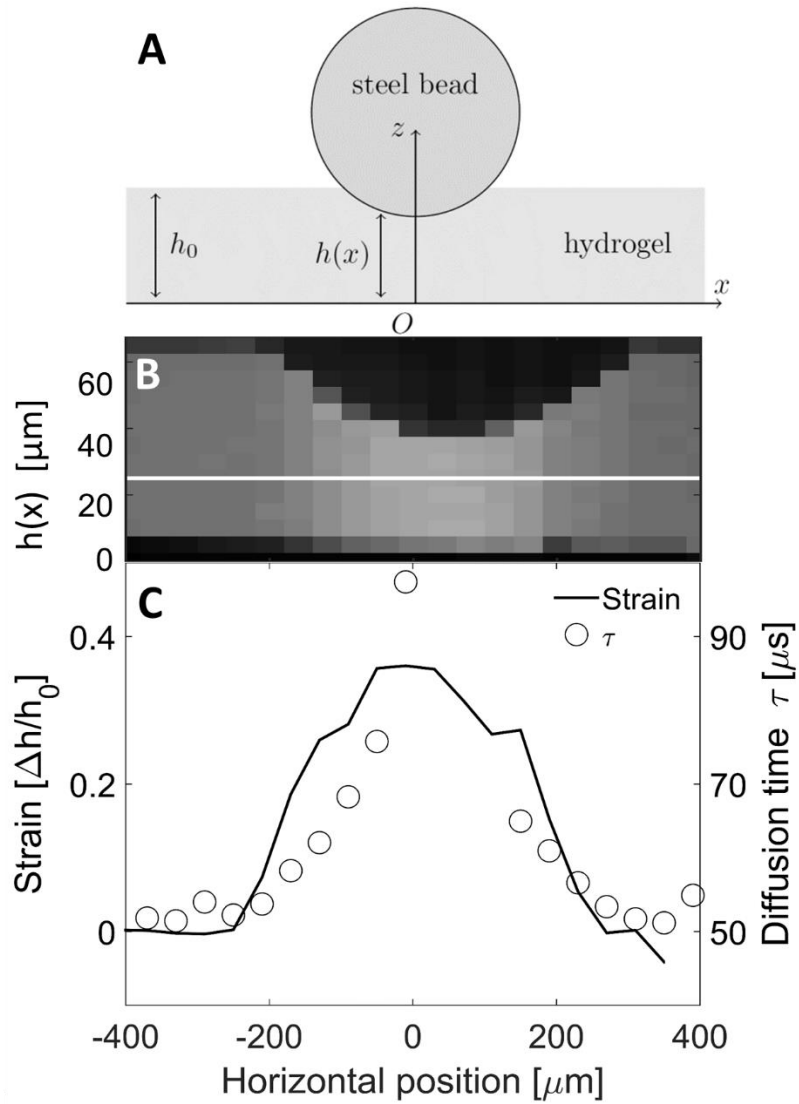 A
steel bead
z
h₀
h(x)
hydrogel
x
O
B
60
40
20
0
h(x) [μm]
C
Strain
τ
0.4
0.2
0
Strain [Δh/h₀]
90
70
50
Diffusion time τ [μs]
-400
-200
0
200
400
Horizontal position [μm]